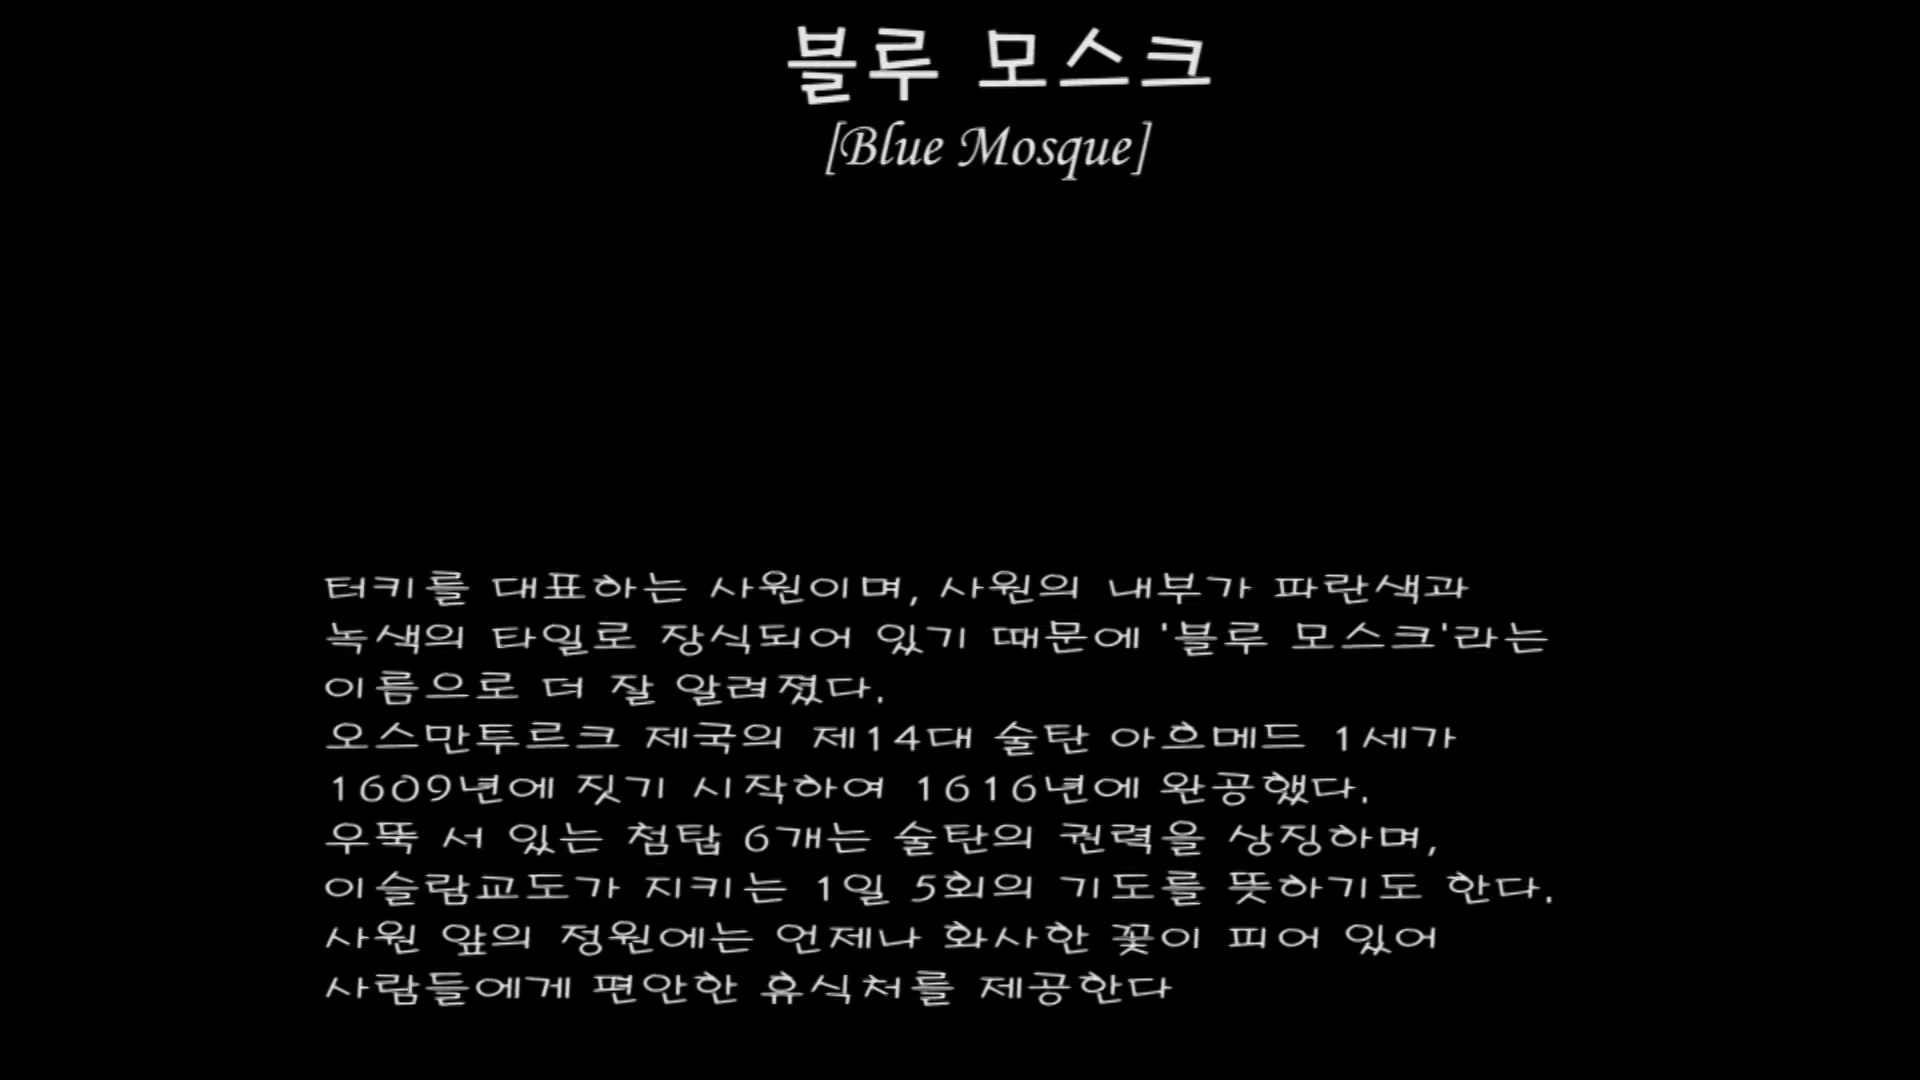 블루 모스크
[Blue Mosque]
터키를 대표하는 사원이며, 사원의 내부가 파란색과
녹색의 타일로 장식되어 있기 때문에 '블루 모스크'라는
이름으로 더 잘 알려졌다.
오스만투르크 제국의 제14대 술탄 아흐메드 1세가
1609년에 짓기 시작하여 1616년에 완공했다.
우뚝 서 있는 첨탑 6개는 술탄의 권력을 상징하며,
이슬람교도가 지키는 1일 5회의 기도를 뜻하기도 한다.
사원 앞의 정원에는 언제나 화사한 꽃이 피어 있어
사람들에게 편안한 휴식처를 제공한다